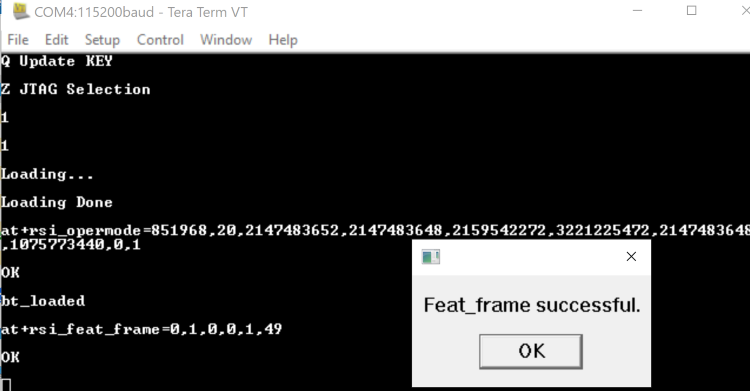 COM4:115200baud - Tera Term VT
File Edit Setup Control Window Help
Q Update KEY
Z JTAG Selection
1
1
Loading...
Loading Done
at+rsi_opermode=851968,20,2147483652,2147483648,2159542272,3221225472,2147483648
,1075773440,0,1
OK
bt_loaded
at+rsi_feat_frame=0,1,0,0,1,49
OK
Feat_frame successful.
OK